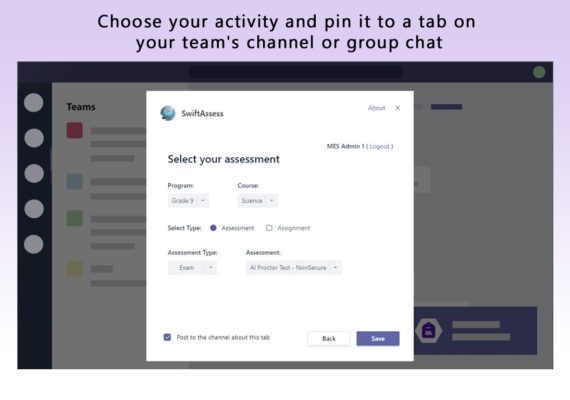 Choose your activity and pin it to a tab on
your team's channel or group chat
Teams
SwiftAssess
About
MES Admin 1 ( Logout )
Select your assessment
Program: Course:
Grade 9 Science
Select Type: Assessment Assignment
Assessment Type: Assessment:
Exam AI Proctor Test - NonSecure
Post to the channel about this tab Back Save